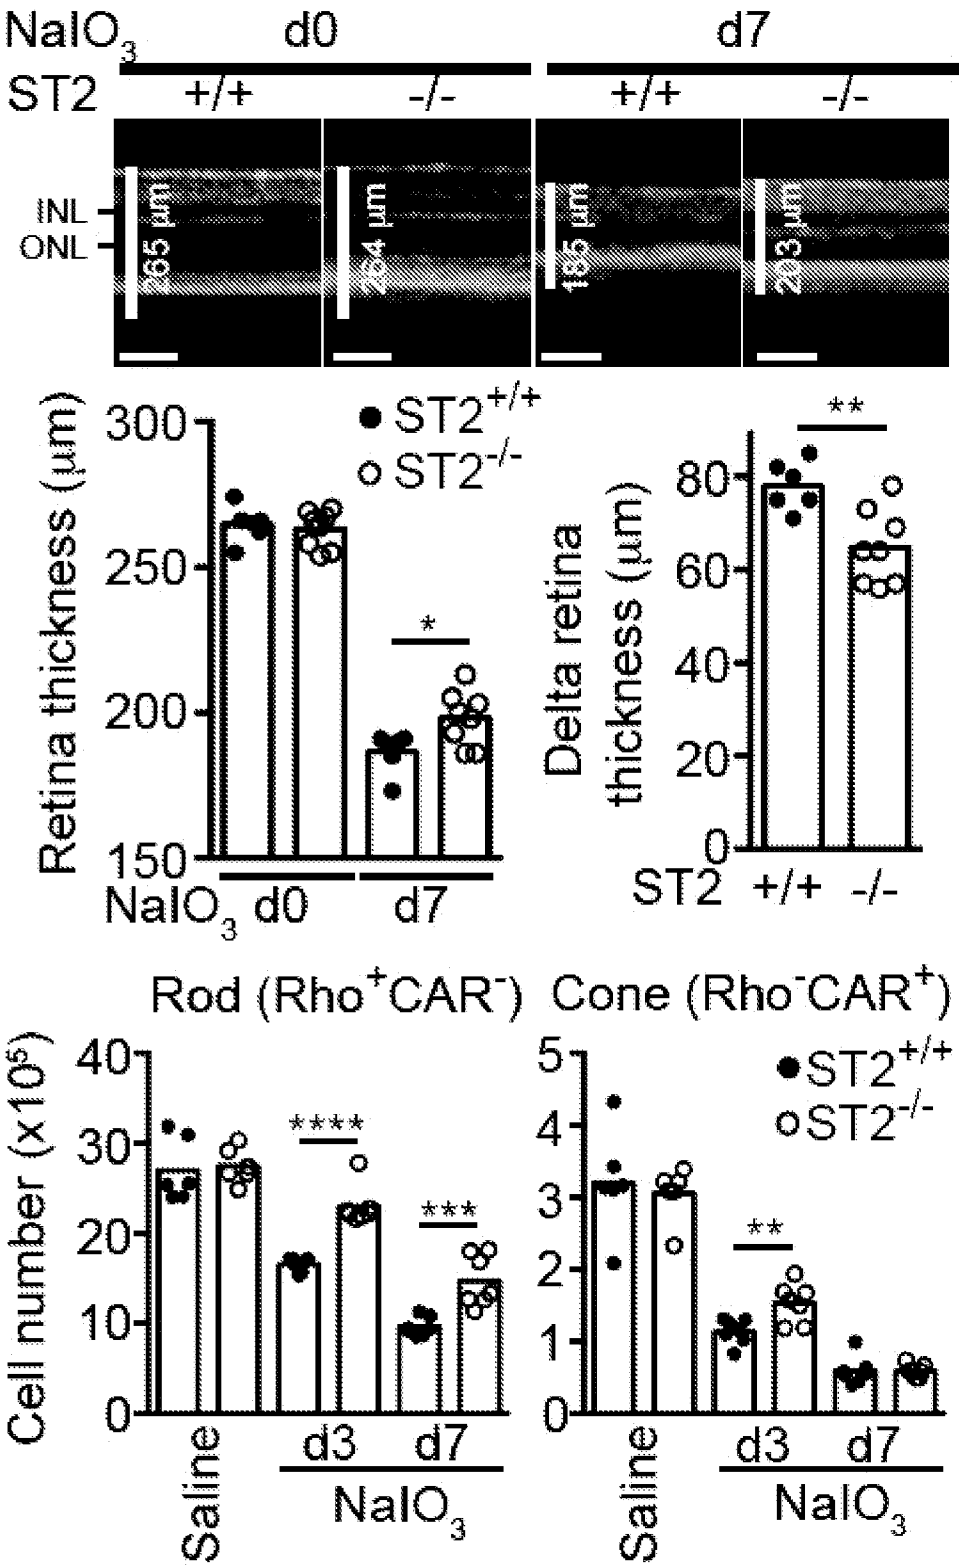 NaIO3 d0 d7
ST2 +/+ -/- +/+ -/-
INL
ONL
265 µm
264 µm
185 µm
203 µm
Retina thickness (µm)
300
250
200
150
ST2+/+
ST2-/-
*
NaIO3 d0 d7
Delta retina
thickness (µm)
80
60
40
20
0
**
ST2 +/+ -/-
Rod (Rho+CAR-)
Cell number (x10⁵)
40
30
20
10
0
****
***
Saline
d3 d7
NaIO3
Cone (Rho-CAR+)
5
4
3
2
1
0
ST2+/+
ST2-/-
**
Saline
d3 d7
NaIO3